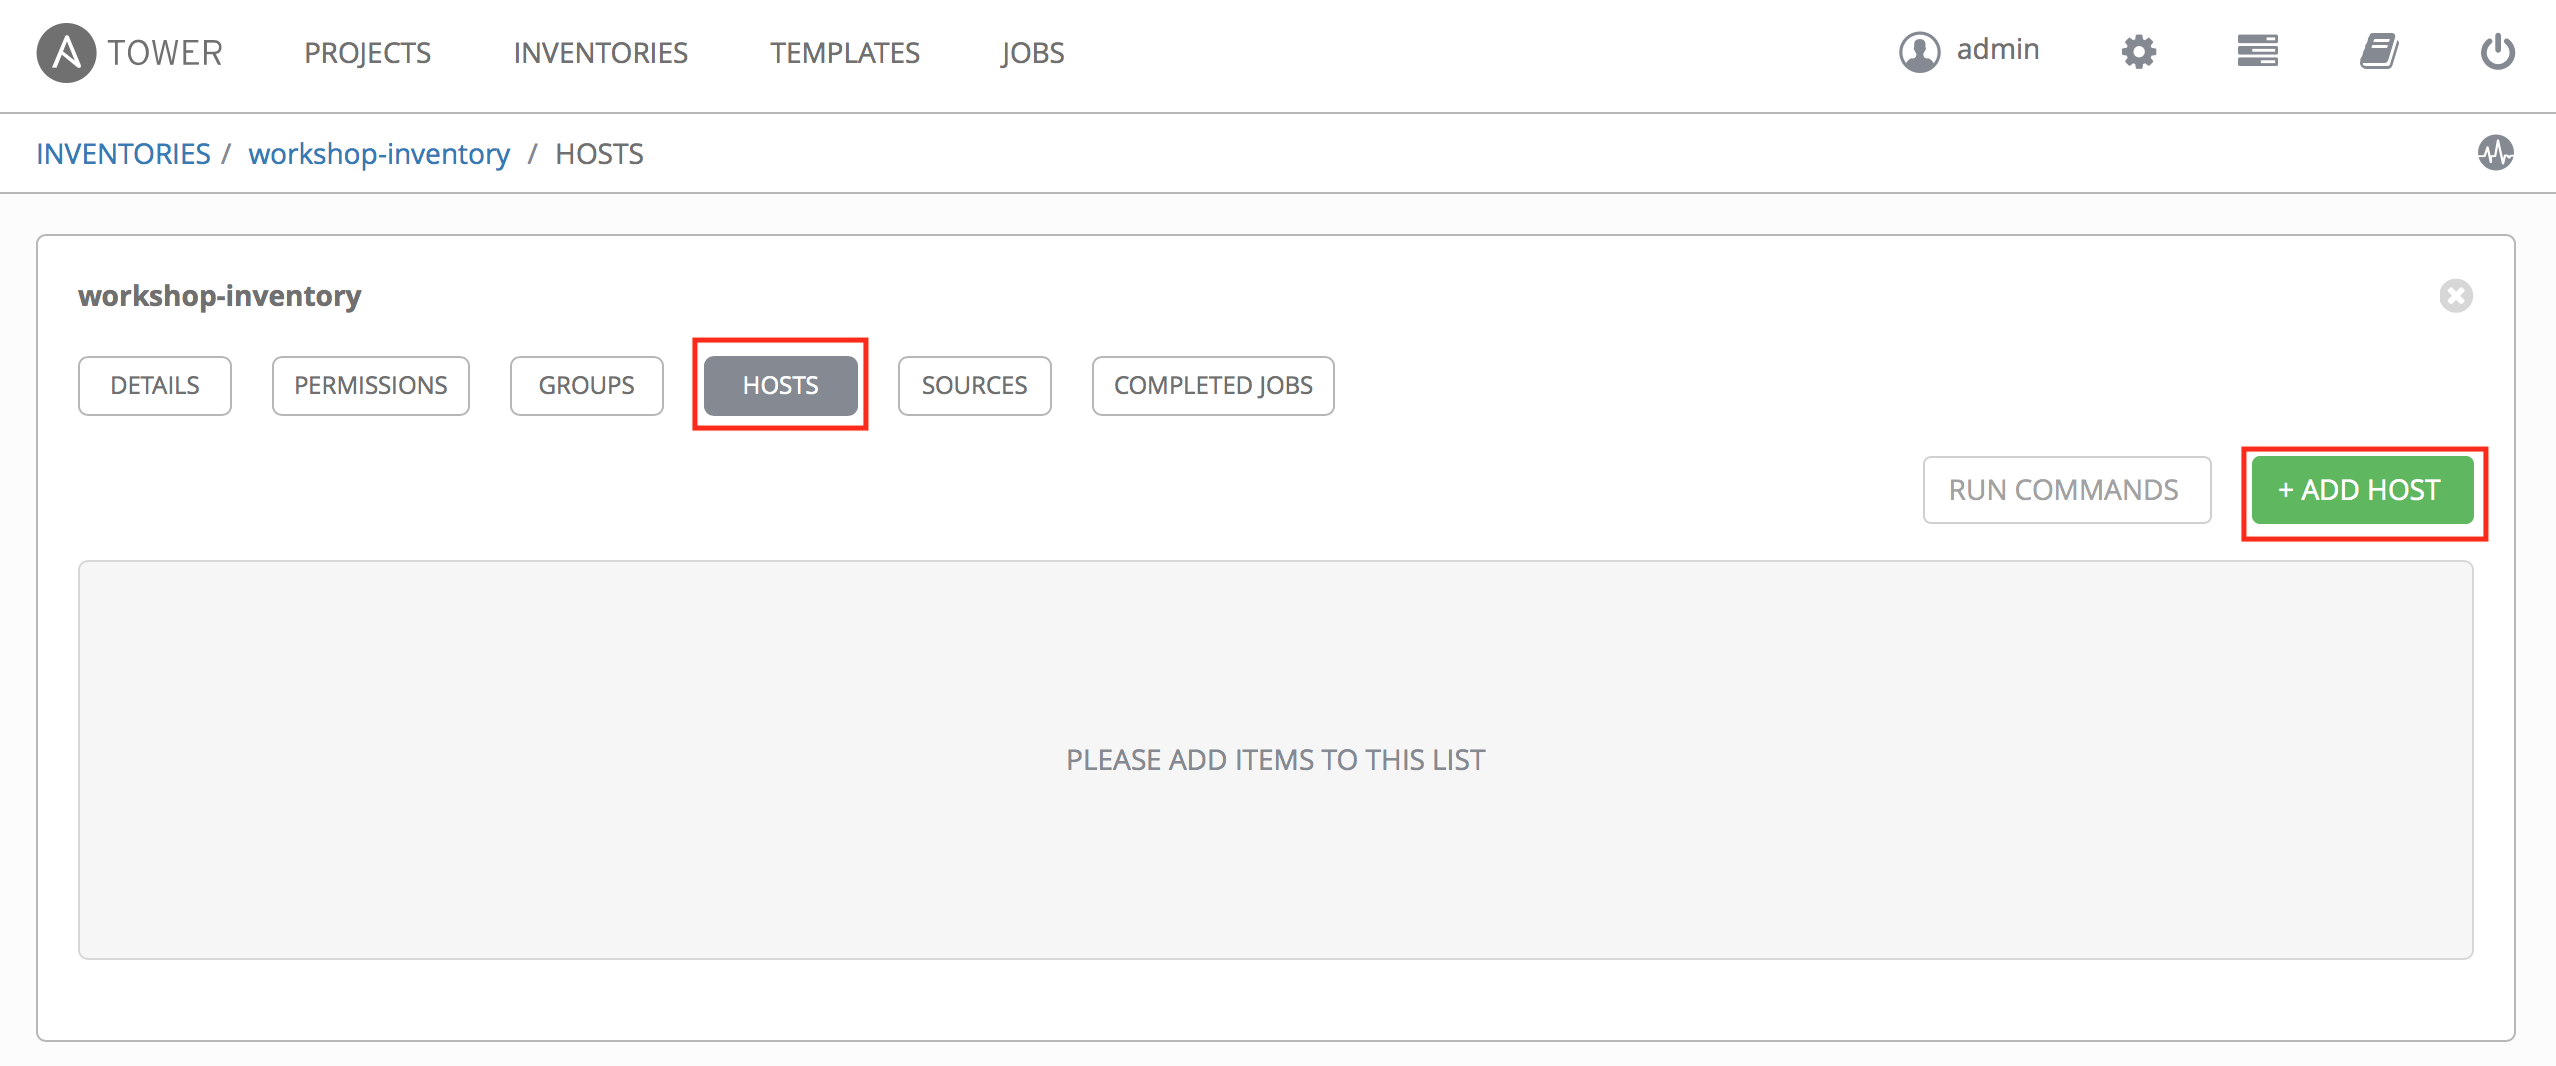 TOWER PROJECTS INVENTORIES TEMPLATES JOBS admin
INVENTORIES / workshop-inventory / HOSTS
workshop-inventory
DETAILS PERMISSIONS GROUPS HOSTS SOURCES COMPLETED JOBS
RUN COMMANDS + ADD HOST
PLEASE ADD ITEMS TO THIS LIST